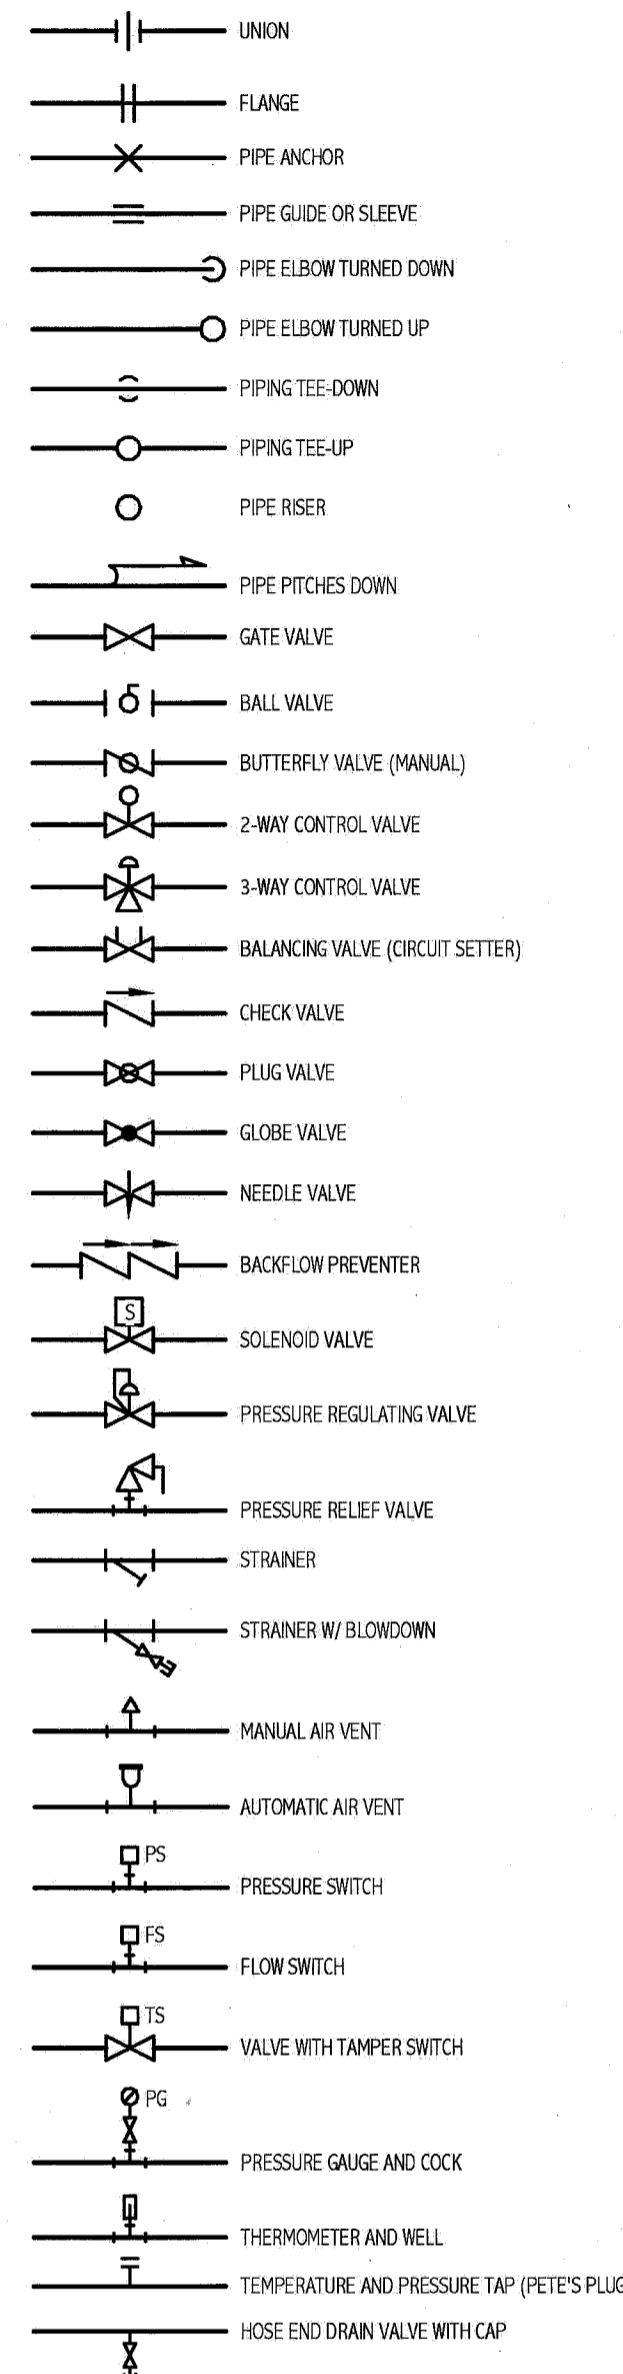 UNION
FLANGE
PIPE ANCHOR
PIPE GUIDE OR SLEEVE
PIPE ELBOW TURNED DOWN
PIPE ELBOW TURNED UP
PIPING TEE-DOWN
PIPING TEE-UP
PIPE RISER
PIPE PITCHES DOWN
GATE VALVE
BALL VALVE
BUTTERFLY VALVE (MANUAL)
2-WAY CONTROL VALVE
3-WAY CONTROL VALVE
BALANCING VALVE (CIRCUIT SETTER)
CHECK VALVE
PLUG VALVE
GLOBE VALVE
NEEDLE VALVE
BACKFLOW PREVENTER
S
SOLENOID VALVE
PRESSURE REGULATING VALVE
PRESSURE RELIEF VALVE
STRAINER
STRAINER W/ BLOWDOWN
MANUAL AIR VENT
AUTOMATIC AIR VENT
PS
PRESSURE SWITCH
FS
FLOW SWITCH
TS
VALVE WITH TAMPER SWITCH
PG
PRESSURE GAUGE AND COCK
THERMOMETER AND WELL
TEMPERATURE AND PRESSURE TAP (PETE'S PLUG
HOSE END DRAIN VALVE WITH CAP